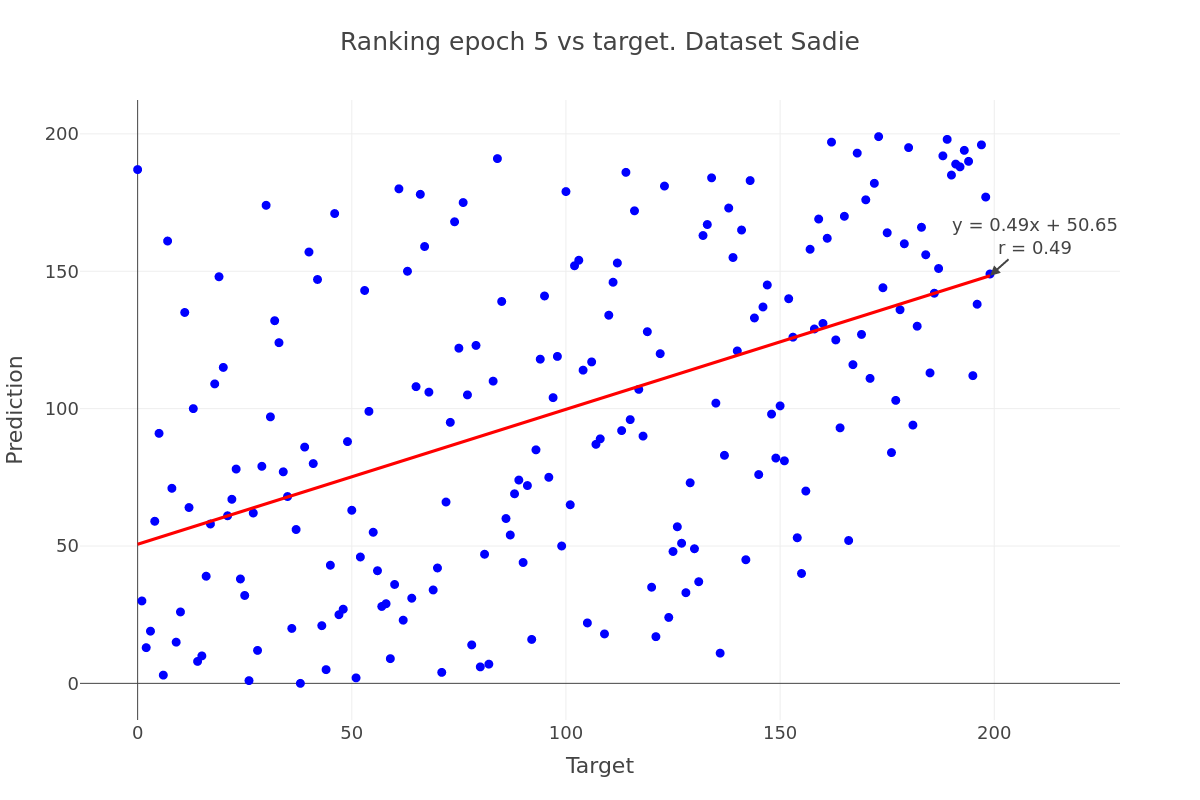 Ranking epoch 5 vs target. Dataset Sadie
200
150
100
50
0
Prediction
y = 0.49x + 50.65
r = 0.49
0 50 100 150 200
Target